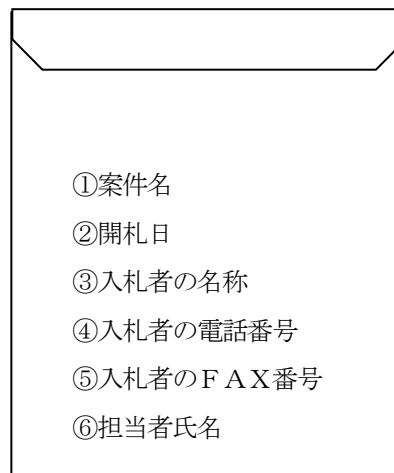 ①案件名
②開札日
③入札者の名称
④入札者の電話番号
⑤入札者のＦＡＸ番号
⑥担当者氏名